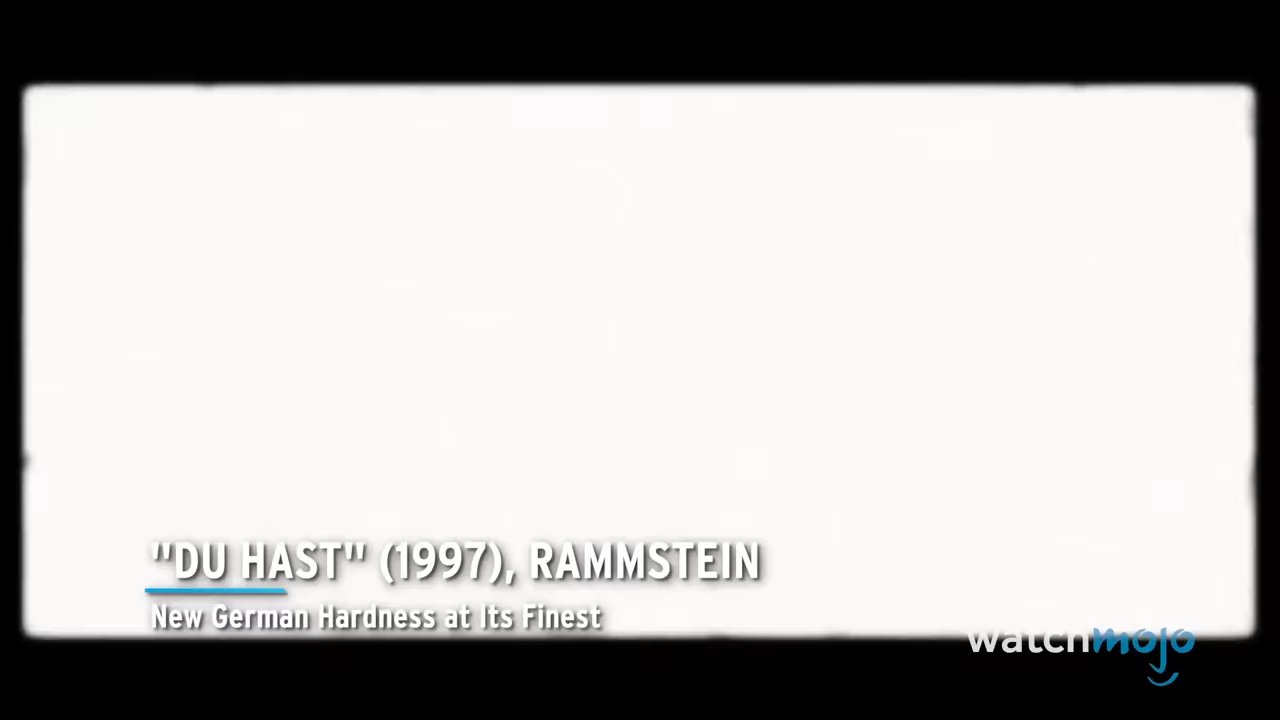 "DU HAST" (1997), RAMMSTEIN
New German Hardness at Its Finest
watchmojo